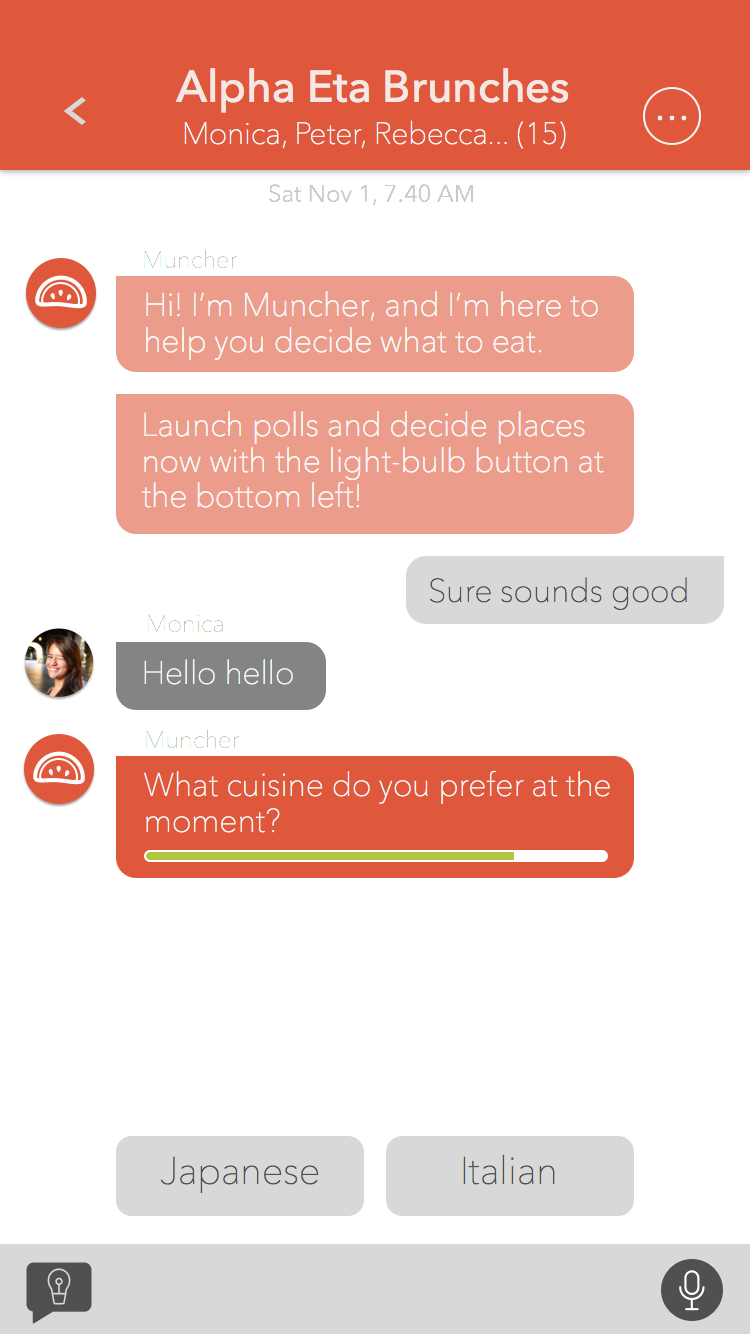 Alpha Eta Brunches
Monica, Peter, Rebecca... (15)
Sat Nov 1, 7.40 AM
Muncher
Hi! I’m Muncher, and I’m here to
help you decide what to eat.
Launch polls and decide places
now with the light-bulb button at
the bottom left!
Sure sounds good
Monica
Hello hello
Muncher
What cuisine do you prefer at the
moment?
Japanese
Italian